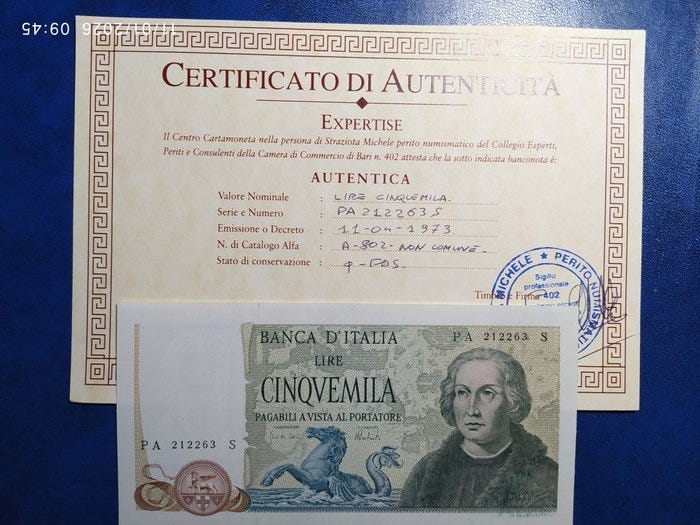 11/01/2026 09:45
CERTIFICATO DI AUTENTICITÀ
EXPERTISE
Il Centro Cartamoneta nella persona di Straziota Michele perito numismatico del Collegio Esperti,
Periti e Consulenti della Camera di Commercio di Bari n. 402 attesta che la sotto indicata banconota è:
AUTENTICA
Valore Nominale : LIRE CINQUEMILA.
Serie e Numero : PA 212263 S
Emissione o Decreto : 11-04-1973
N. di Catalogo Alfa : A-802- NON COMUNE.
Stato di conservazione : q-FDS.
MICHELE ★ PERITO NUMISMATI
Sigillo
professionale
402
Firma
BANCA D'ITALIA
PA 212263 S
LIRE
CINQVEMILA
PAGABILI A VISTA AL PORTATORE
PA 212263 S